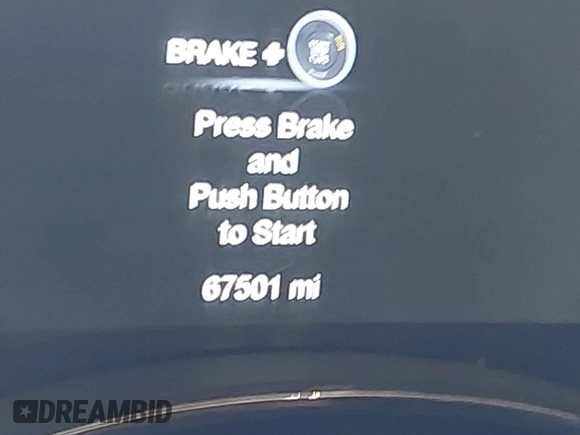 BRAKE +
Press Brake
and
Push Button
to Start
67501 mi
DREAMBID